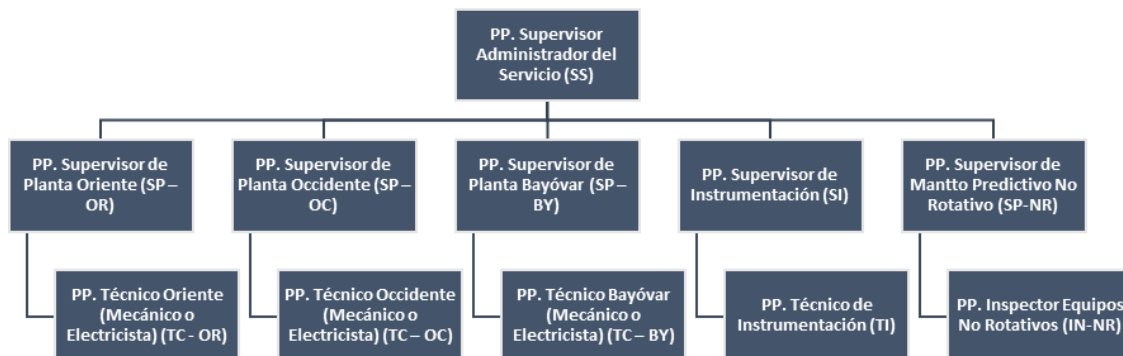 PP. Supervisor
Administrador del
Servicio (SS)
PP. Supervisor de
Planta Oriente (SP –
OR)
PP. Supervisor de
Planta Occidente (SP –
OC)
PP. Supervisor de
Planta Bayóvar (SP –
BY)
PP. Supervisor de
Instrumentación (SI)
PP. Supervisor de
Mantto Predictivo No
Rotativo (SP-NR)
PP. Técnico Oriente
(Mecánico o
Electricista) (TC - OR)
PP. Técnico Occidente
(Mecánico o
Electricista) (TC – OC)
PP. Técnico Bayóvar
(Mecánico o
Electricista) (TC – BY)
PP. Técnico de
Instrumentación (TI)
PP. Inspector Equipos
No Rotativos (IN-NR)